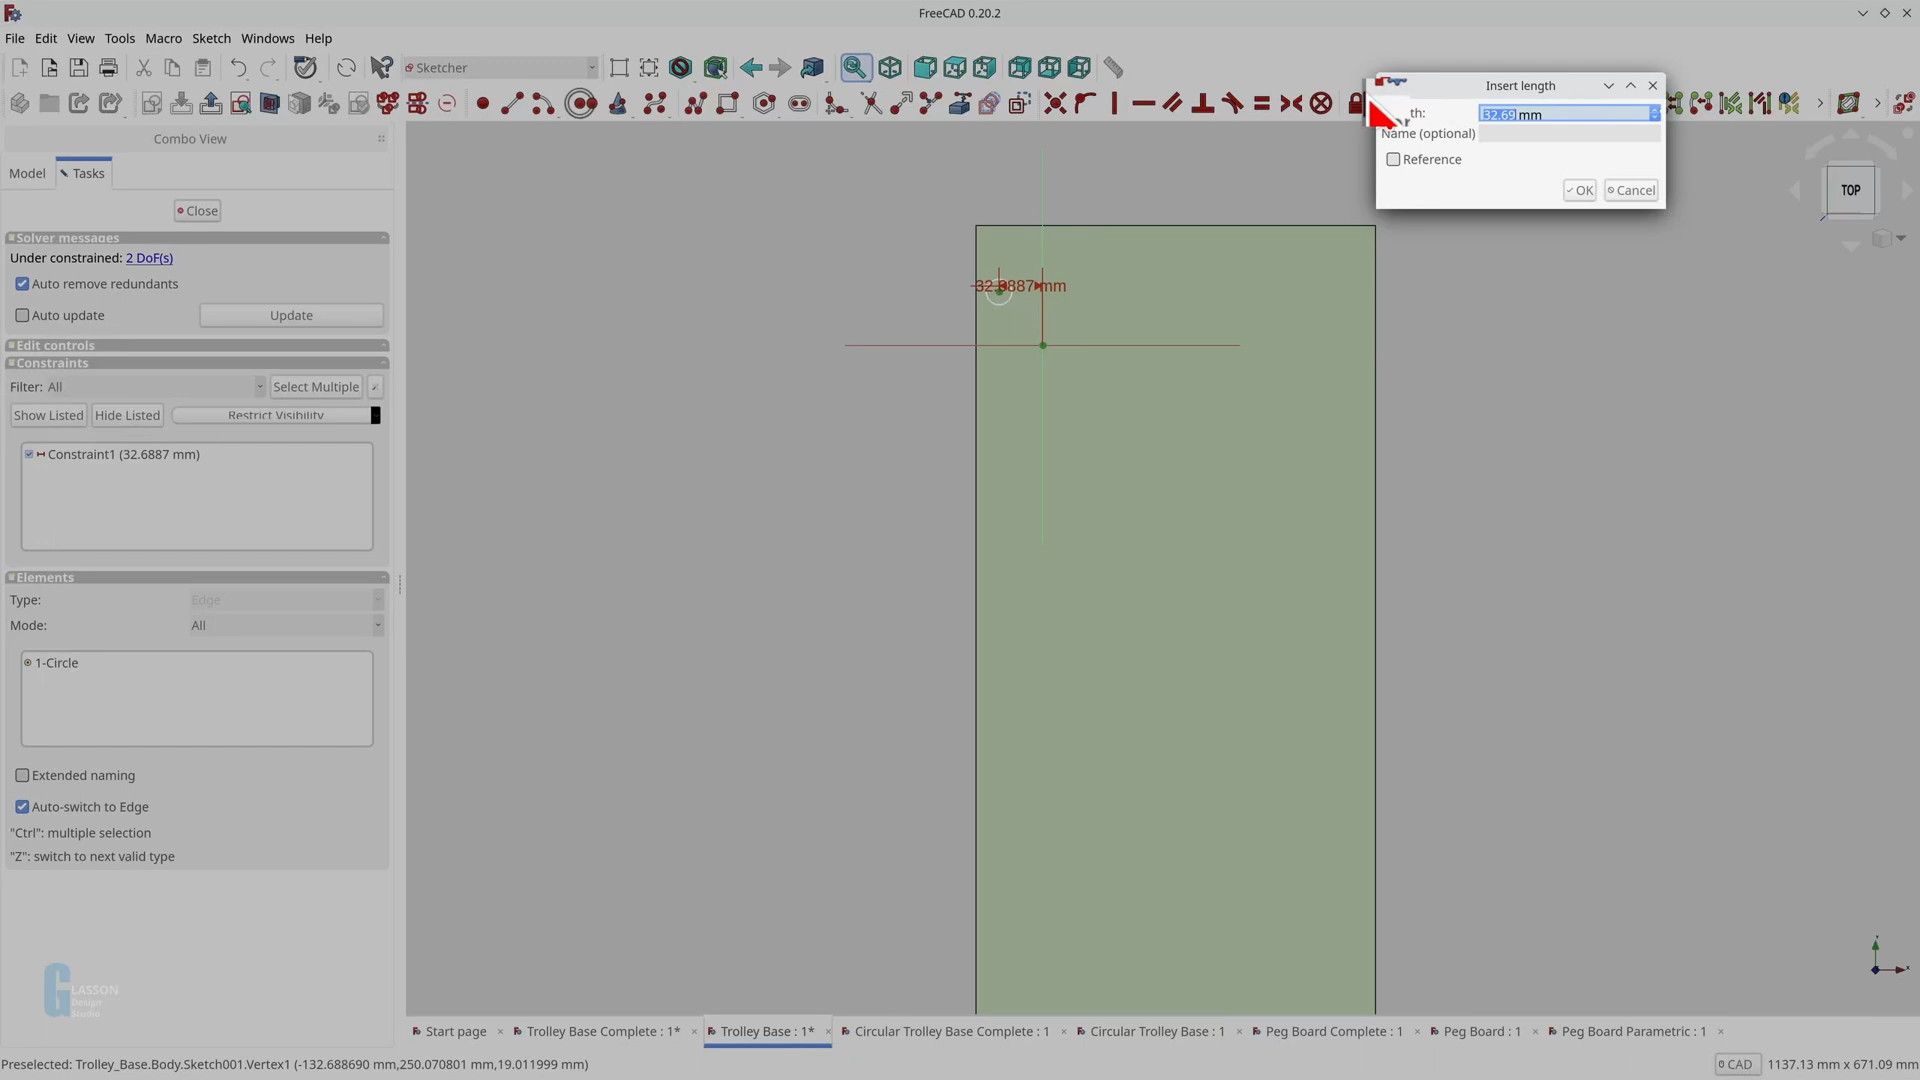 FreeCAD 0.20.2
File Edit View Tools Macro Sketch Windows Help
Sketcher
Insert length
th: 32.69 mm
Name (optional)
Reference
OK Cancel
TOP
Combo View
Model Tasks
Close
Solver messages
Under constrained: 2 DoF(s)
Auto remove redundants
Auto update Update
Edit controls
Constraints
Filter: All Select Multiple
Show Listed Hide Listed Restrict Visibility
Constraint1 (32.6887 mm)
Elements
Type: Edge
Mode: All
1-Circle
Extended naming
Auto-switch to Edge
"Ctrl": multiple selection
"Z": switch to next valid type
32.6887 mm
GLASSON
Design
Studio
Start page Trolley Base Complete : 1* Trolley Base : 1* Circular Trolley Base Complete : 1 Circular Trolley Base : 1 Peg Board Complete : 1 Peg Board : 1 Peg Board Parametric : 1
Preselected: Trolley_Base.Body.Sketch001.Vertex1 (-132.688690 mm,250.070801 mm,19.011999 mm) CAD 1137.13 mm x 671.09 mm